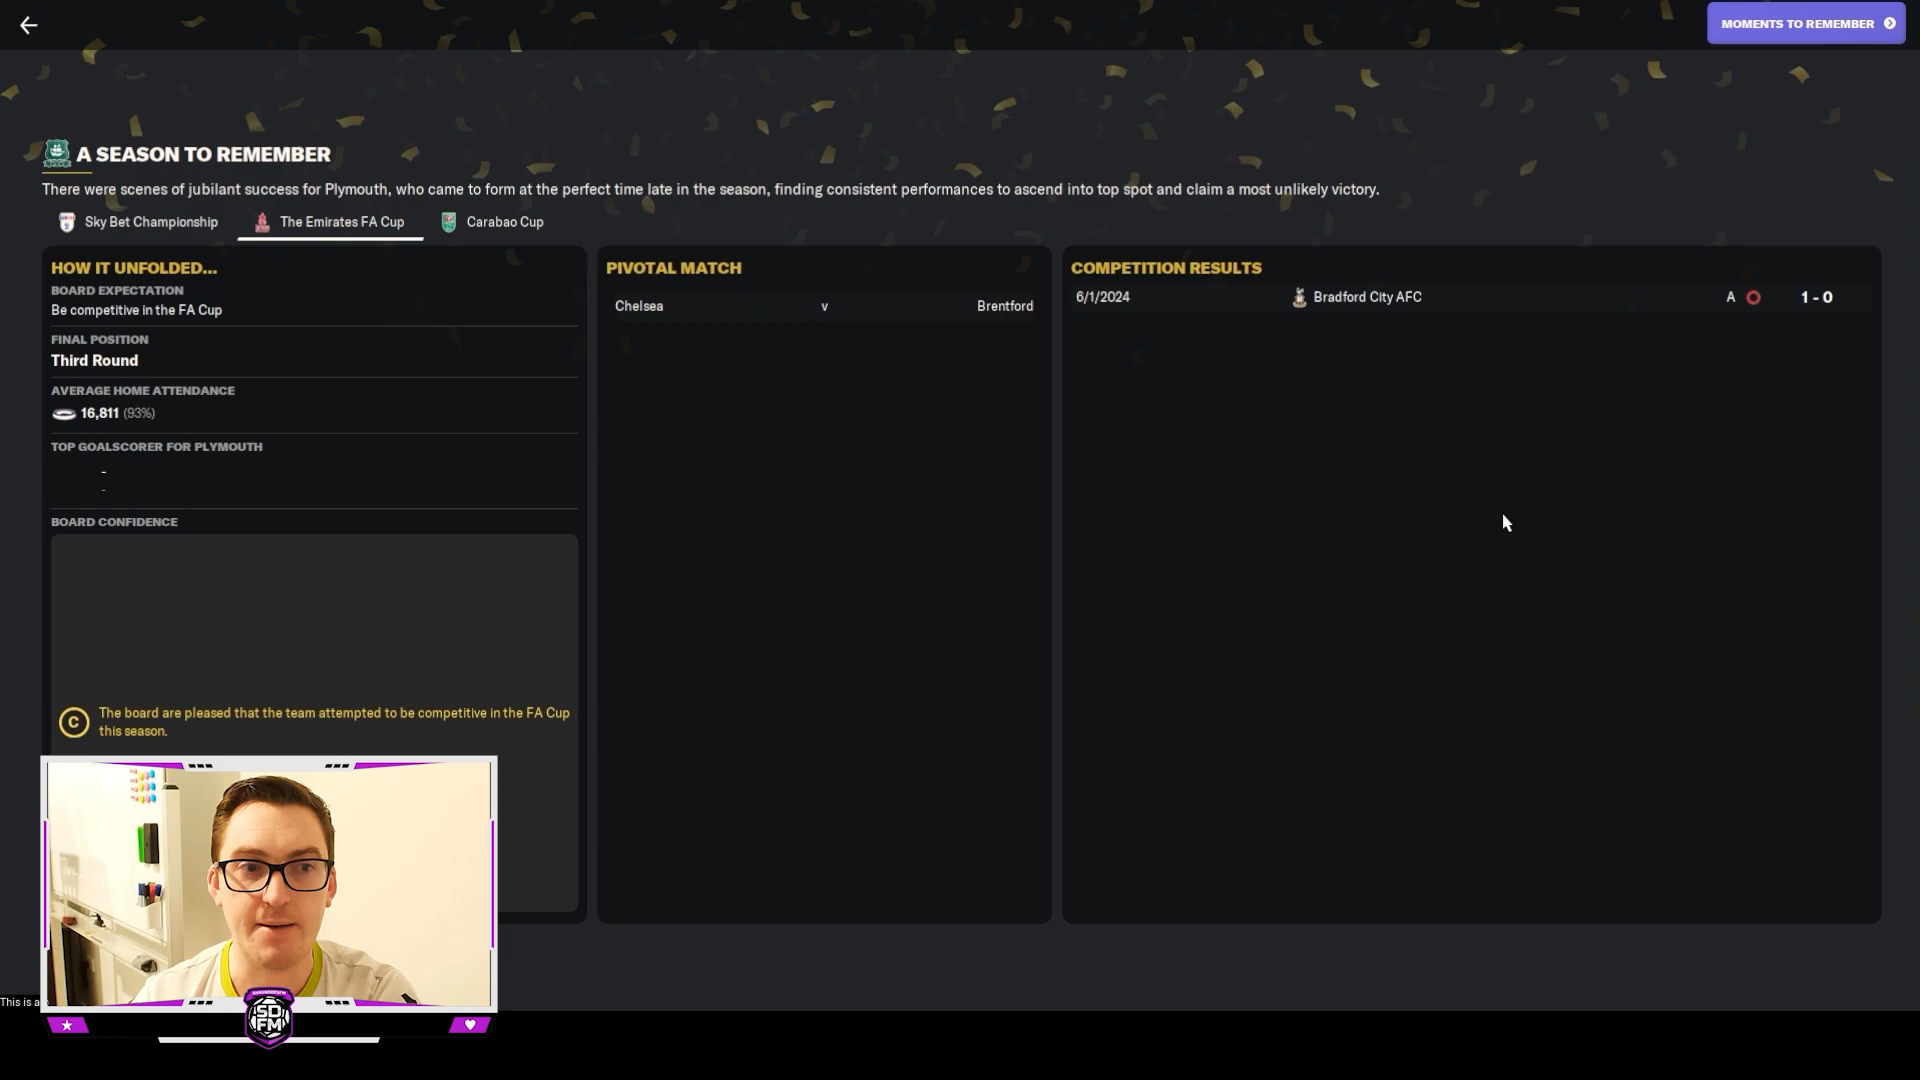 MOMENTS TO REMEMBER
A SEASON TO REMEMBER
There were scenes of jubilant success for Plymouth, who came to form at the perfect time late in the season, finding consistent performances to ascend into top spot and claim a most unlikely victory.
Sky Bet Championship The Emirates FA Cup Carabao Cup
HOW IT UNFOLDED...
BOARD EXPECTATION
Be competitive in the FA Cup
FINAL POSITION
Third Round
AVERAGE HOME ATTENDANCE
16,811 (93%)
TOP GOALSCORER FOR PLYMOUTH
-
-
BOARD CONFIDENCE
C The board are pleased that the team attempted to be competitive in the FA Cup
this season.
PIVOTAL MATCH
Chelsea v Brentford
COMPETITION RESULTS
6/1/2024 Bradford City AFC A 1 - 0
This is a
SD
FM